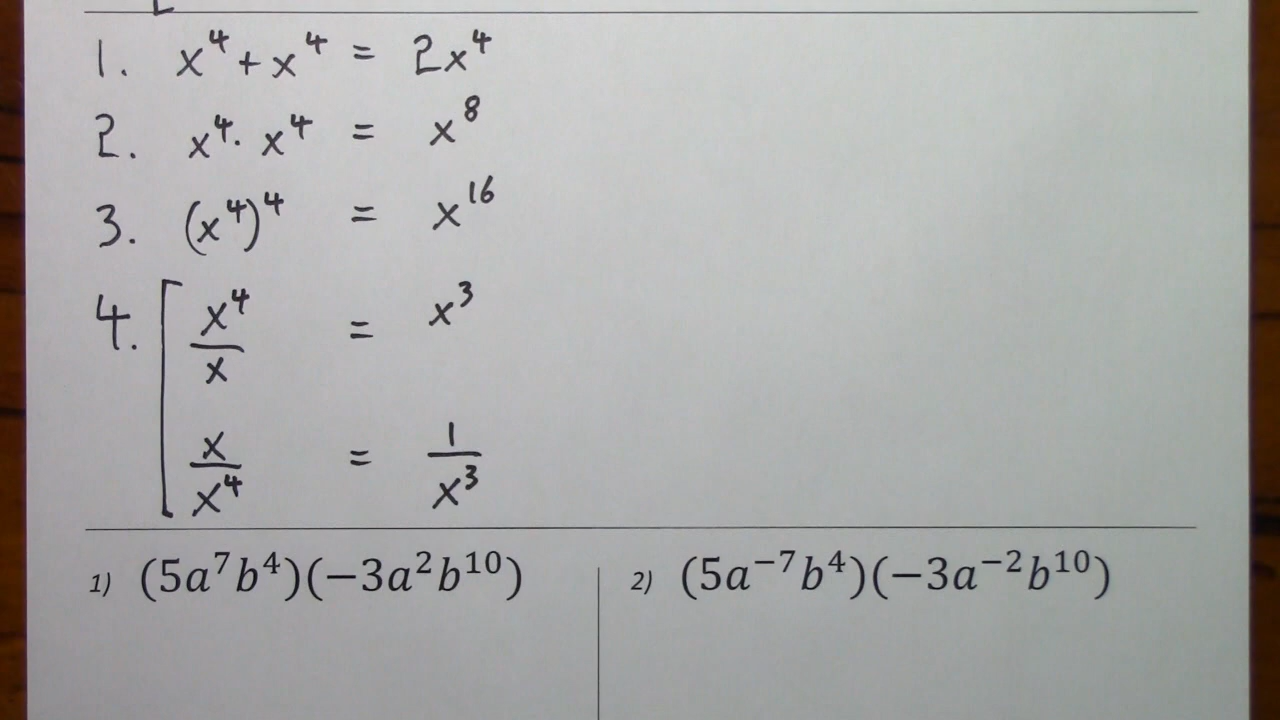 1. x⁴ + x⁴ = 2x⁴
2. x⁴ · x⁴ = x⁸
3. (x⁴)⁴ = x¹⁶
4. [ x⁴/x = x³
x/x⁴ = 1/x³
1) (5a⁷b⁴)(−3a²b¹⁰)
2) (5a⁻⁷b⁴)(−3a⁻²b¹⁰)